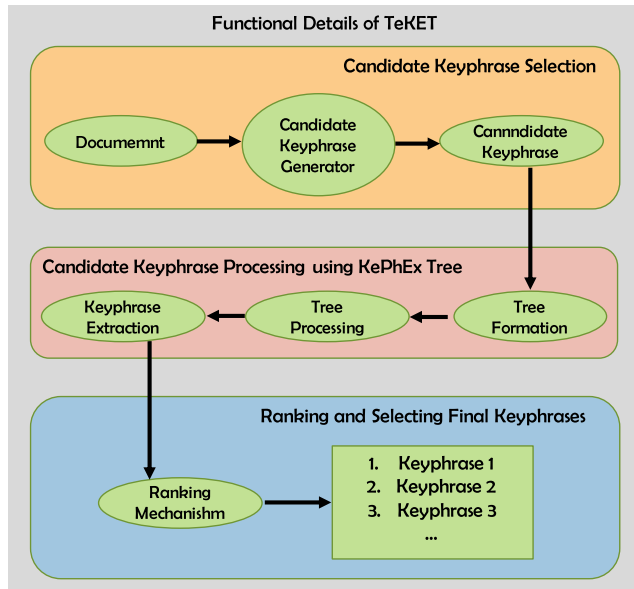 Functional Details of TeKET
Candidate Keyphrase Selection
Documemnt
Candidate
Keyphrase
Generator
Cannndidate
Keyphrase
Candidate Keyphrase Processing using KePhEx Tree
Keyphrase
Extraction
Tree
Processing
Tree
Formation
Ranking and Selecting Final Keyphrases
Ranking
Mechanishm
1. Keyphrase 1
2. Keyphrase 2
3. Keyphrase 3
...